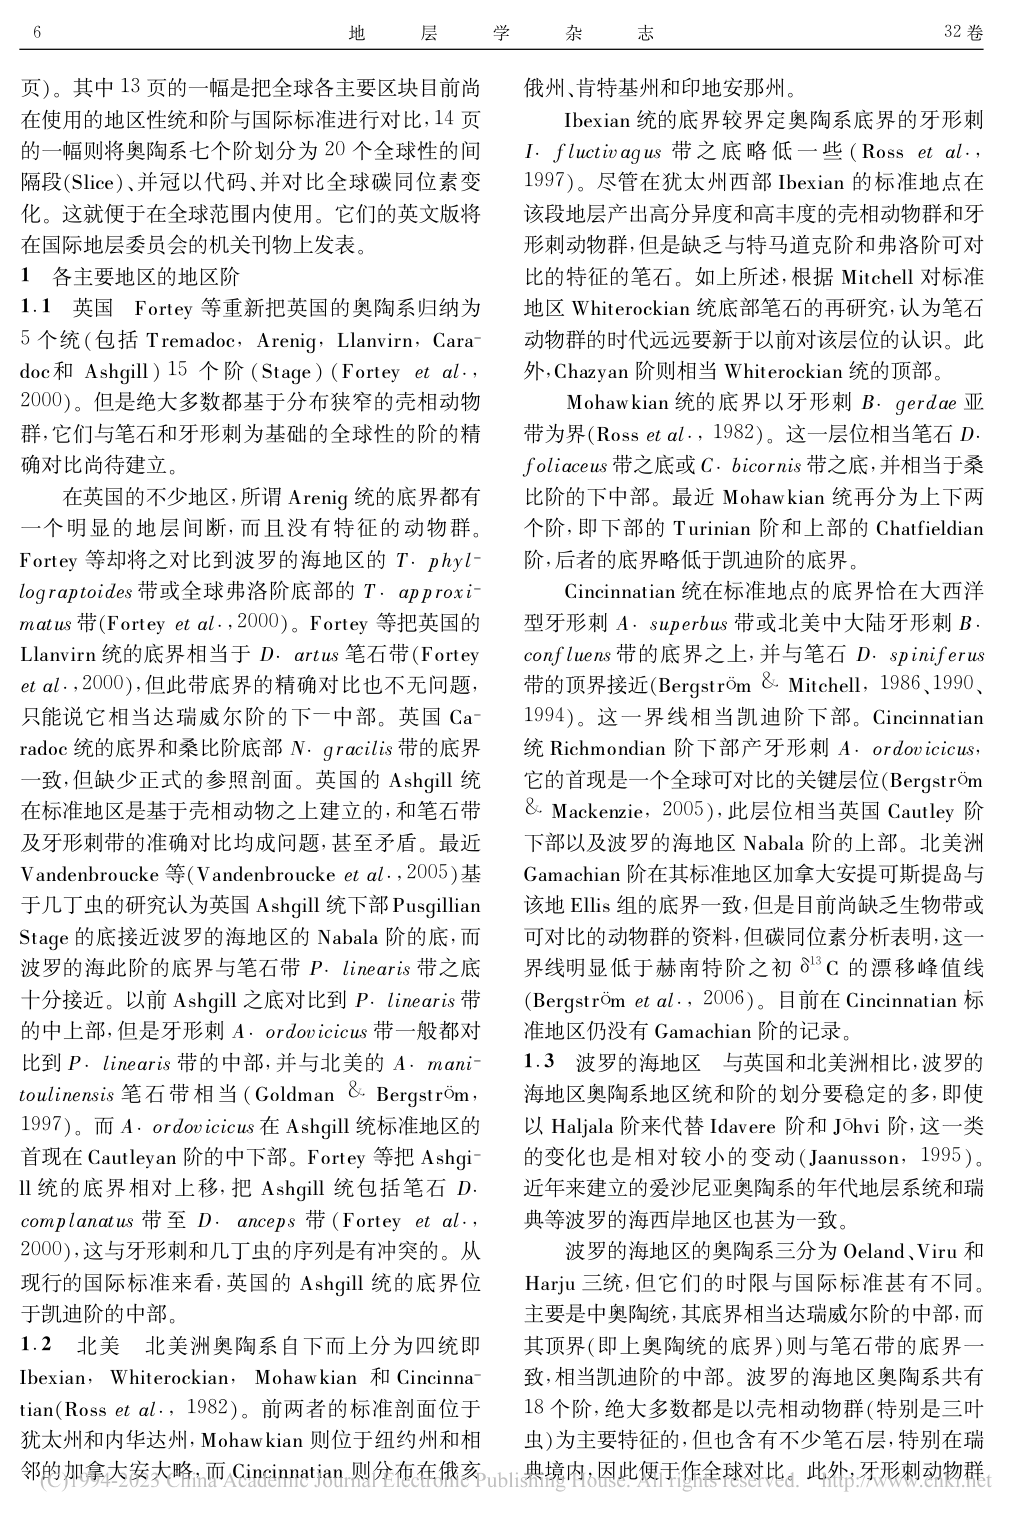 6
地 层 学 杂 志
32 卷
页)。其中 13 页的一幅是把全球各主要区块目前尚
在使用的地区性统和阶与国际标准进行对比,14 页
的一幅则将奥陶系七个阶划分为 20 个全球性的间
隔段(Slice)、并冠以代码、并对比全球碳同位素变
化。这就便于在全球范围内使用。它们的英文版将
在国际地层委员会的机关刊物上发表。
1 各主要地区的地区阶
1.1 英国 Fortey 等重新把英国的奥陶系归纳为
5 个统(包括 Tremadoc, Arenig, Llanvirn, Cara-
doc和 Ashgill) 15 个阶 (Stage) (Fortey et al·,
2000)。但是绝大多数都基于分布狭窄的壳相动物
群,它们与笔石和牙形刺为基础的全球性的阶的精
确对比尚待建立。
在英国的不少地区,所谓 Arenig 统的底界都有
一个明显的地层间断,而且没有特征的动物群。
Fortey 等却将之对比到波罗的海地区的 T· phyl-
lograptoides 带或全球弗洛阶底部的 T· approxi-
matus 带(Fortey et al·,2000)。Fortey 等把英国的
Llanvirn 统的底界相当于 D· artus 笔石带(Fortey
et al·,2000),但此带底界的精确对比也不无问题,
只能说它相当达瑞威尔阶的下一中部。英国 Ca-
radoc 统的底界和桑比阶底部 N· gracilis 带的底界
一致,但缺少正式的参照剖面。英国的 Ashgill 统
在标准地区是基于壳相动物之上建立的,和笔石带
及牙形刺带的准确对比均成问题,甚至矛盾。最近
Vandenbroucke 等(Vandenbroucke et al·,2005)基
于几丁虫的研究认为英国 Ashgill 统下部 Pusgillian
Stage 的底接近波罗的海地区的 Nabala 阶的底,而
波罗的海此阶的底界与笔石带 P· linearis 带之底
十分接近。以前 Ashgill 之底对比到 P· linearis 带
的中上部,但是牙形刺 A· ordovicicus 带一般都对
比到 P· linearis 带的中部,并与北美的 A· mani-
toulinensis 笔石带相当(Goldman & Bergström,
1997)。而 A· ordovicicus 在 Ashgill 统标准地区的
首现在 Cautleyan 阶的中下部。Fortey 等把 Ashgi-
ll 统的底界相对上移,把 Ashgill 统包括笔石 D·
complanatus 带至 D· anceps 带 (Fortey et al·,
2000),这与牙形刺和几丁虫的序列是有冲突的。从
现行的国际标准来看,英国的 Ashgill 统的底界位
于凯迪阶的中部。
1.2 北美 北美洲奥陶系自下而上分为四统即
Ibexian, Whiterockian, Mohawkian 和 Cincinna-
tian(Ross et al·, 1982)。前两者的标准剖面位于
犹太州和内华达州,Mohawkian 则位于纽约州和相
邻的加拿大安大略,而 Cincinnatian 则分布在俄亥
俄州、肯特基州和印地安那州。
Ibexian 统的底界较界定奥陶系底界的牙形刺
I· fluctivagus 带之底略低一些 (Ross et al·,
1997)。尽管在犹太州西部 Ibexian 的标准地点在
该段地层产出高分异度和高丰度的壳相动物群和牙
形刺动物群,但是缺乏与特马道克阶和弗洛阶可对
比的特征的笔石。如上所述,根据 Mitchell 对标准
地区 Whiterockian 统底部笔石的再研究,认为笔石
动物群的时代远远要新于以前对该层位的认识。此
外,Chazyan 阶则相当 Whiterockian 统的顶部。
Mohawkian 统的底界以牙形刺 B· gerdae 亚
带为界(Ross et al·, 1982)。这一层位相当笔石 D·
foliaceus 带之底或 C· bicornis 带之底,并相当于桑
比阶的下中部。最近 Mohawkian 统再分为上下两
个阶,即下部的 Turinian 阶和上部的 Chatfieldian
阶,后者的底界略低于凯迪阶的底界。
Cincinnatian 统在标准地点的底界恰在大西洋
型牙形刺 A· superbus 带或北美中大陆牙形刺 B·
confluens 带的底界之上,并与笔石 D· spiniferus
带的顶界接近(Bergström & Mitchell, 1986、1990、
1994)。这一界线相当凯迪阶下部。Cincinnatian
统 Richmondian 阶下部产牙形刺 A· ordovicicus,
它的首现是一个全球可对比的关键层位(Bergström
& Mackenzie, 2005),此层位相当英国 Cautley 阶
下部以及波罗的海地区 Nabala 阶的上部。北美洲
Gamachian 阶在其标准地区加拿大安提可斯提岛与
该地 Ellis 组的底界一致,但是目前尚缺乏生物带或
可对比的动物群的资料,但碳同位素分析表明,这一
界线明显低于赫南特阶之初 δ¹³C 的漂移峰值线
(Bergström et al·, 2006)。目前在 Cincinnatian 标
准地区仍没有 Gamachian 阶的记录。
1.3 波罗的海地区 与英国和北美洲相比,波罗的
海地区奥陶系地区统和阶的划分要稳定的多,即使
以 Haljala 阶来代替 Idavere 阶和 Jõhvi 阶,这一类
的变化也是相对较小的变动(Jaanusson, 1995)。
近年来建立的爱沙尼亚奥陶系的年代地层系统和瑞
典等波罗的海西岸地区也甚为一致。
波罗的海地区的奥陶系三分为 Oeland、Viru 和
Harju 三统,但它们的时限与国际标准甚有不同。
主要是中奥陶统,其底界相当达瑞威尔阶的中部,而
其顶界(即上奥陶统的底界)则与笔石带的底界一
致,相当凯迪阶的中部。波罗的海地区奥陶系共有
18 个阶,绝大多数都是以壳相动物群(特别是三叶
虫)为主要特征的,但也含有不少笔石层,特别在瑞
典境内,因此便于作全球对比。此外,牙形刺动物群
(C)1994-2023 China Academic Journal Electronic Publishing House. All rights reserved. http://www.cnki.net